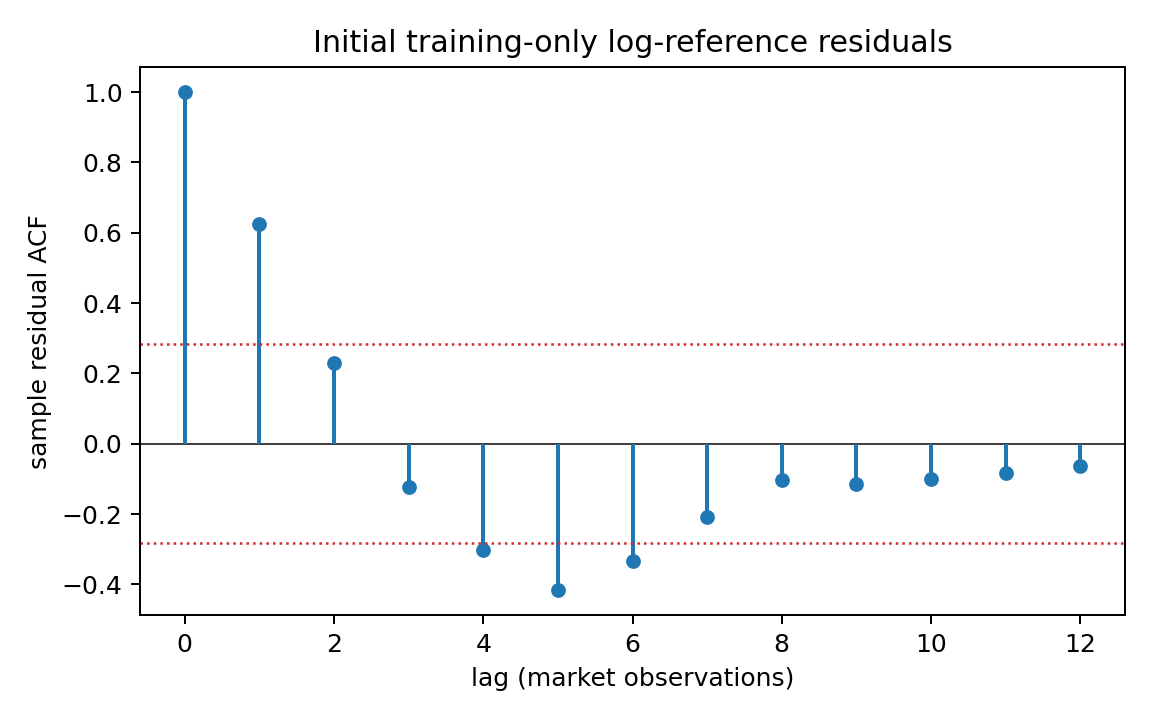 Initial training-only log-reference residuals
sample residual ACF
1.0
0.8
0.6
0.4
0.2
0.0
−0.2
−0.4
0 2 4 6 8 10 12
lag (market observations)